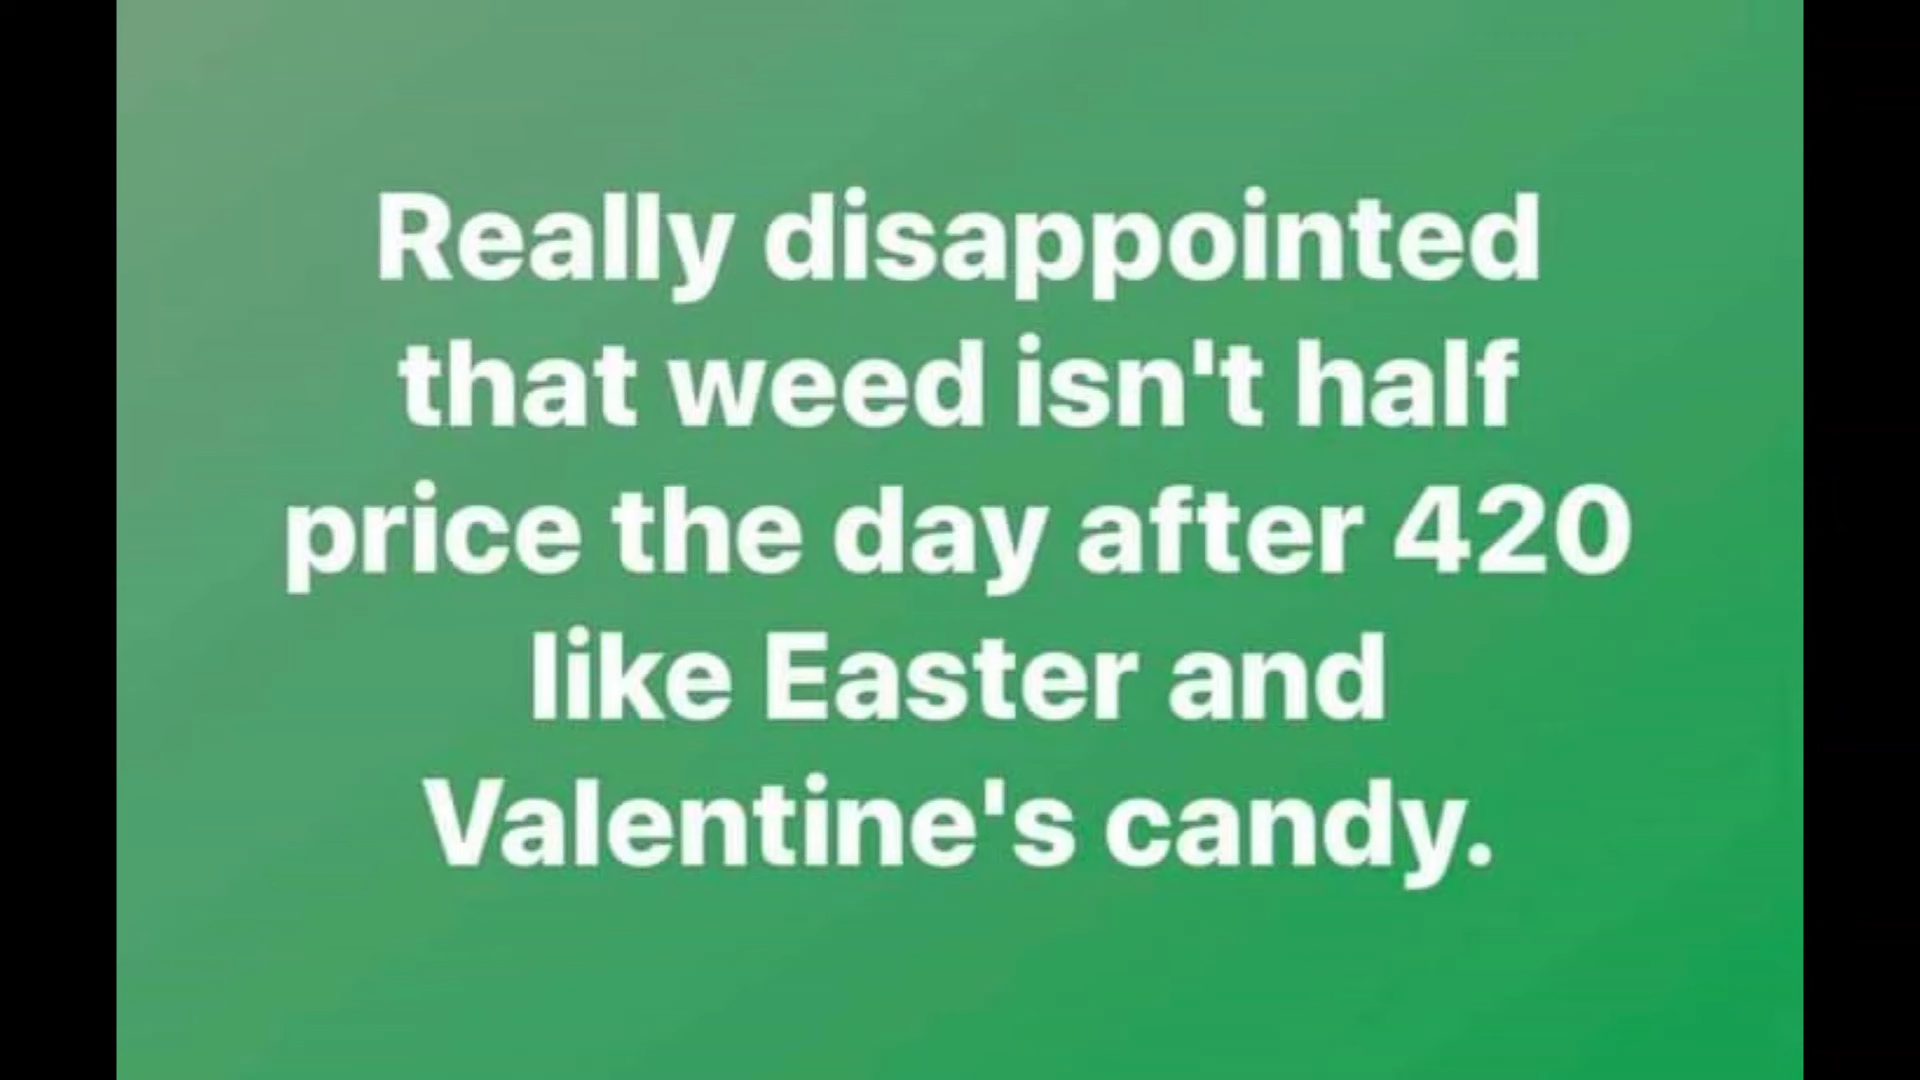 Really disappointed
that weed isn't half
price the day after 420
like Easter and
Valentine's candy.